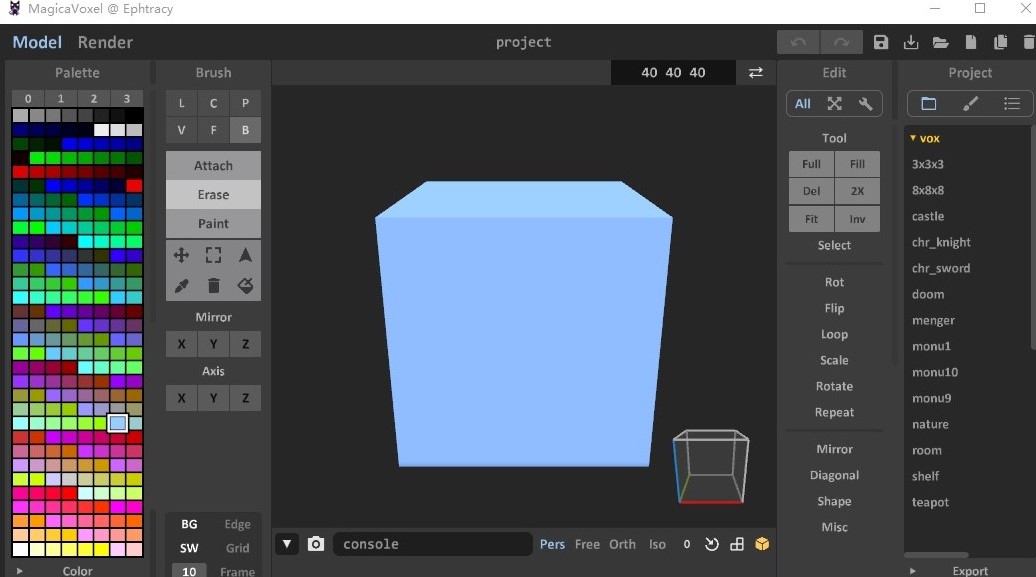 MagicaVoxel @ Ephtracy
Model Render
project
Palette
0 1 2 3
Color
Brush
L C P
V F B
Attach
Erase
Paint
Mirror
X Y Z
Axis
X Y Z
BG Edge
SW Grid
10 Frame
40 40 40
console
Pers Free Orth Iso 0
Edit
All
Tool
Full Fill
Del 2X
Fit Inv
Select
Rot
Flip
Loop
Scale
Rotate
Repeat
Mirror
Diagonal
Shape
Misc
Project
vox
3x3x3
8x8x8
castle
chr_knight
chr_sword
doom
menger
monu1
monu10
monu9
nature
room
shelf
teapot
Export